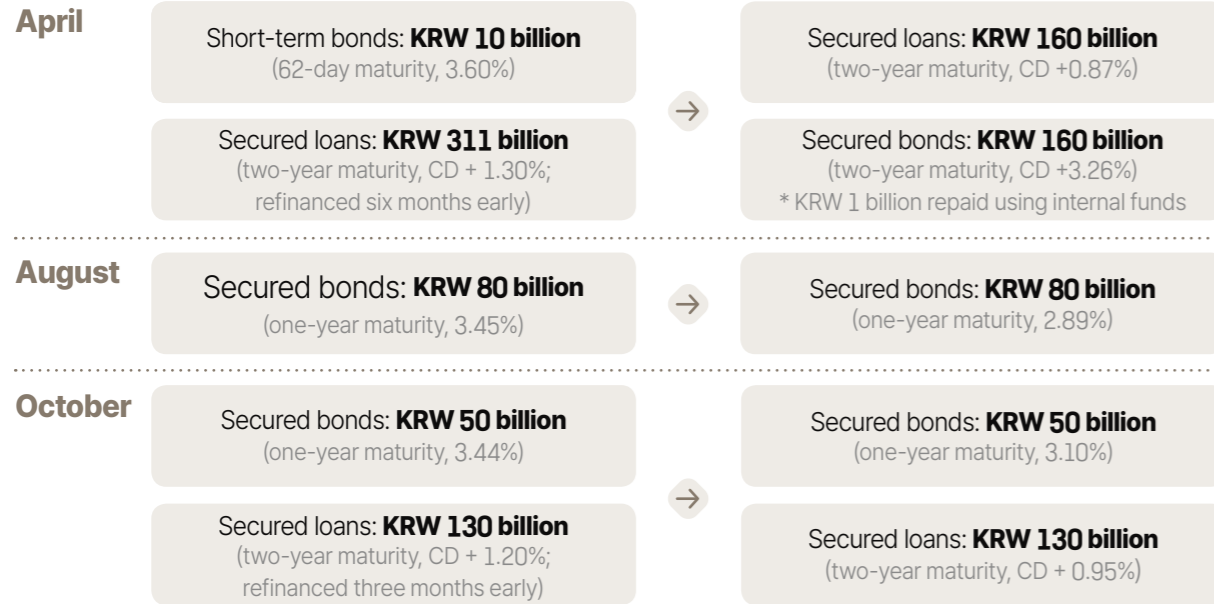 April
Short-term bonds: KRW 10 billion
(62-day maturity, 3.60%)
Secured loans: KRW 311 billion
(two-year maturity, CD + 1.30%;
refinanced six months early)
→
Secured loans: KRW 160 billion
(two-year maturity, CD +0.87%)
Secured bonds: KRW 160 billion
(two-year maturity, CD +3.26%)
* KRW 1 billion repaid using internal funds
August
Secured bonds: KRW 80 billion
(one-year maturity, 3.45%)
→
Secured bonds: KRW 80 billion
(one-year maturity, 2.89%)
October
Secured bonds: KRW 50 billion
(one-year maturity, 3.44%)
Secured loans: KRW 130 billion
(two-year maturity, CD + 1.20%;
refinanced three months early)
→
Secured bonds: KRW 50 billion
(one-year maturity, 3.10%)
Secured loans: KRW 130 billion
(two-year maturity, CD + 0.95%)